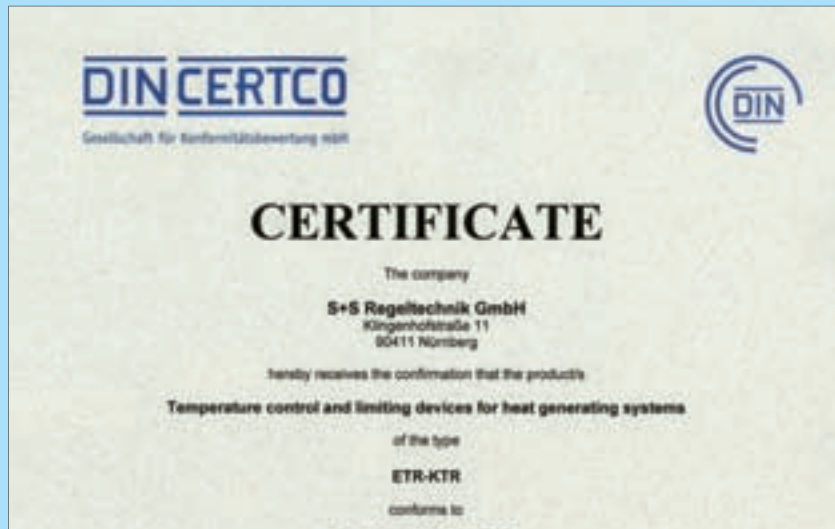 DIN CERTCO
Gesellschaft für Konformitätsbewertung mbH
DIN
CERTIFICATE
The company
S+S Regeltechnik GmbH
Klingenhofstraße 11
90411 Nürnberg
hereby receives the confirmation that the product/s
Temperature control and limiting devices for heat generating systems
of the type
ETR-KTR
conforms to